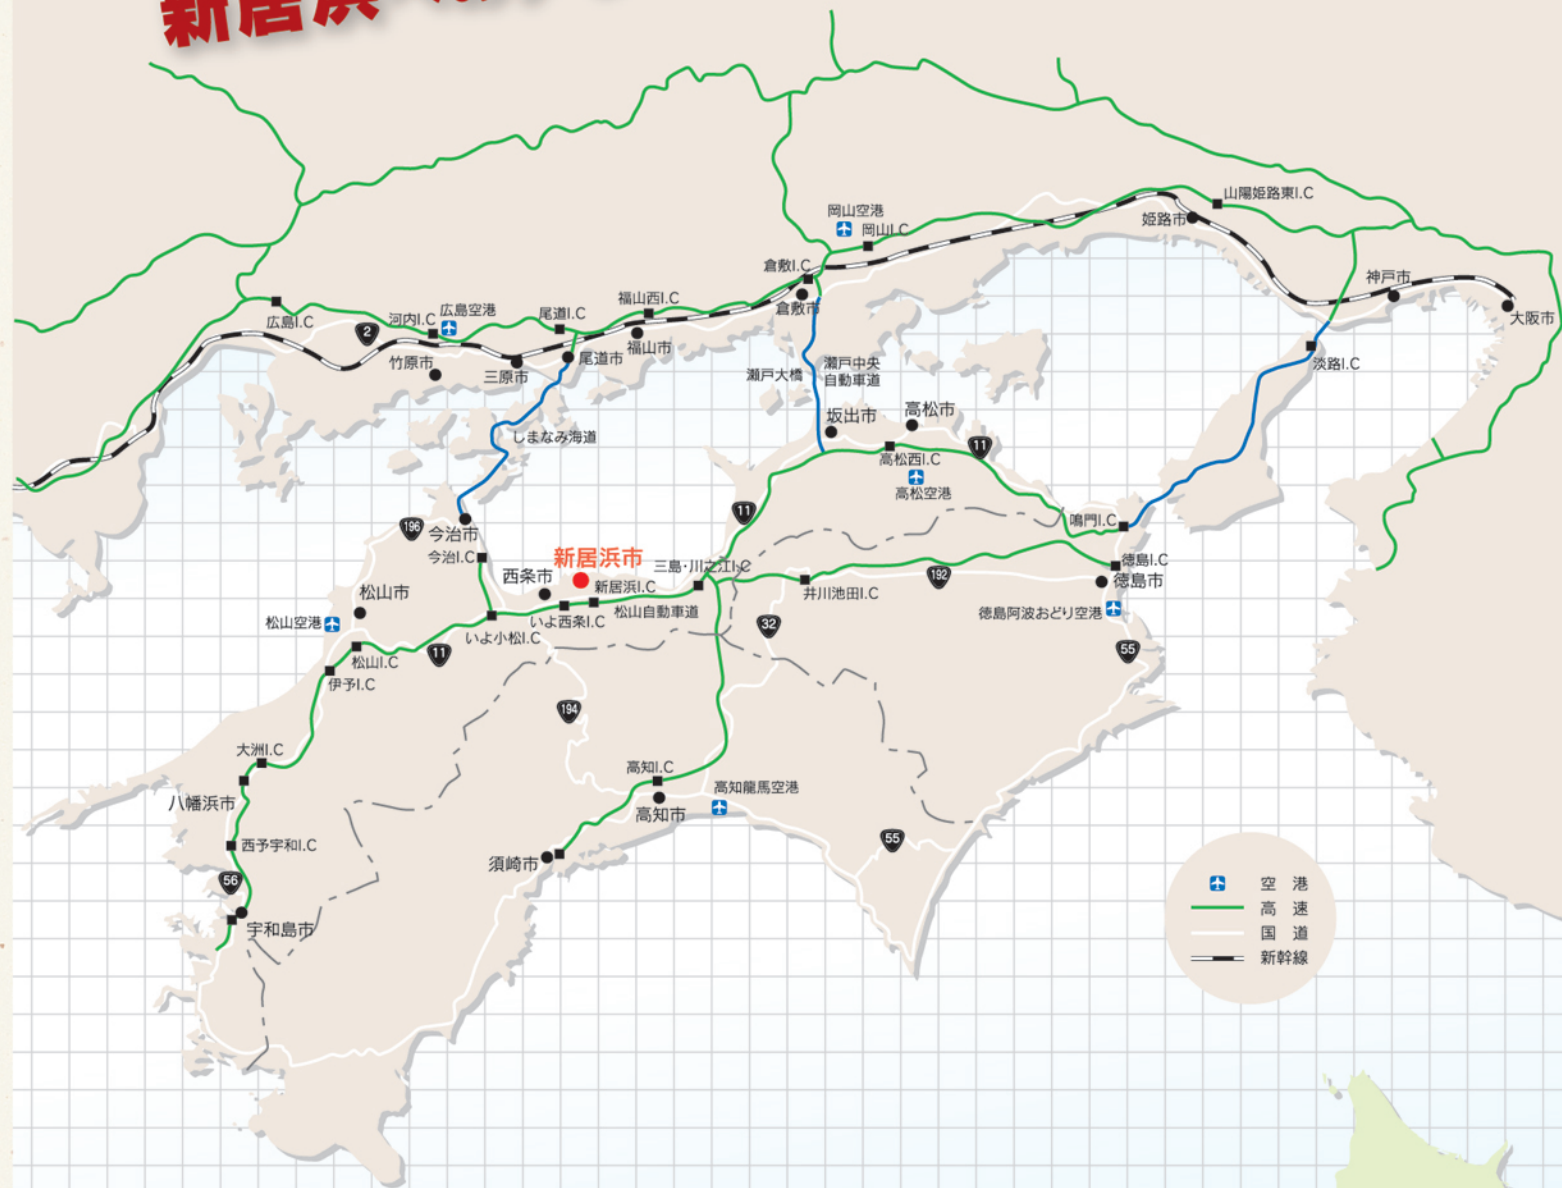 新居浜
岡山空港
岡山I.C
山陽姫路東I.C
姫路市
倉敷I.C
倉敷市
神戸市
大阪市
広島I.C
2
河内I.C
広島空港
尾道I.C
福山西I.C
竹原市
三原市
尾道市
福山市
瀬戸大橋
瀬戸中央
自動車道
淡路I.C
しまなみ海道
坂出市
高松市
11
高松西I.C
高松空港
196
今治市
今治I.C
11
鳴門I.C
新居浜市
西条市
新居浜I.C
三島・川之江I.C
松山自動車道
井川池田I.C
192
徳島I.C
徳島市
徳島阿波おどり空港
松山市
松山空港
いよ西条I.C
いよ小松I.C
32
55
松山I.C
11
伊予I.C
194
大洲I.C
八幡浜市
高知I.C
高知市
高知龍馬空港
西予宇和I.C
須崎市
55
56
宇和島市
空 港
高 速
国 道
新幹線